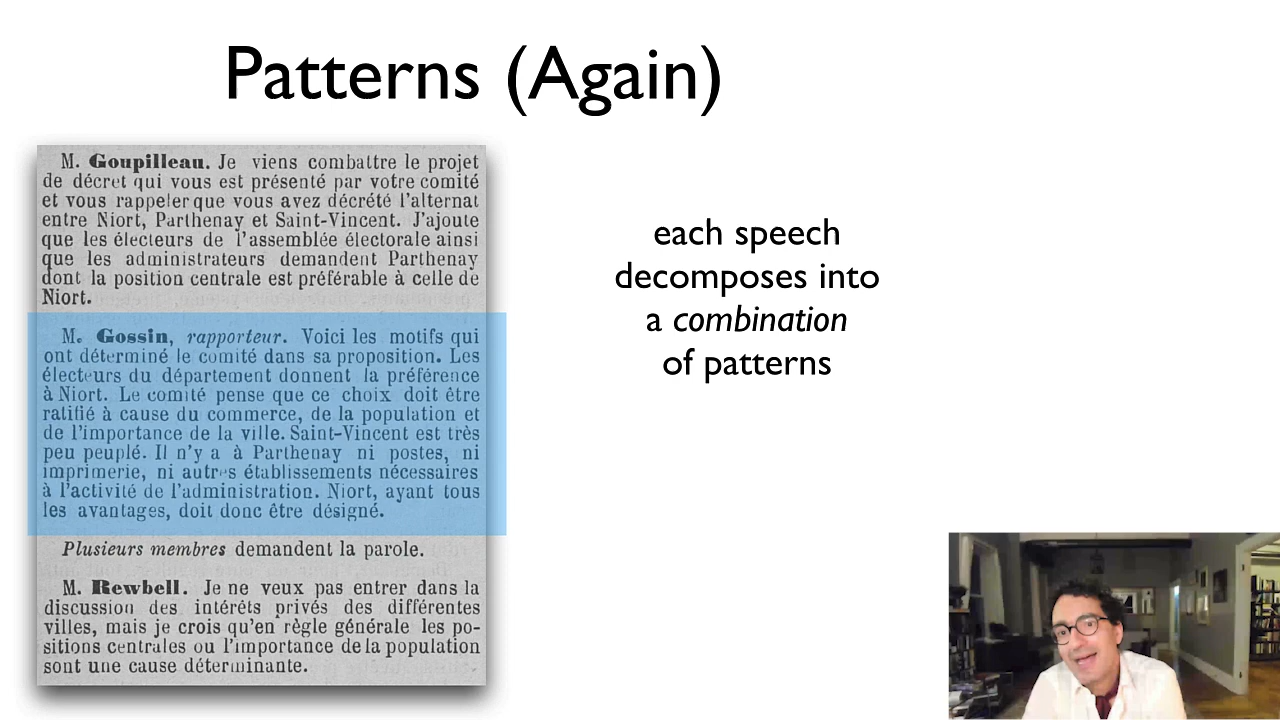 Patterns (Again)
M. Goupilleau. Je viens combattre le projet
de décret qui vous est présenté par votre comité
et vous rappeler que vous avez décrété l'alternat
entre Niort, Parthenay et Saint-Vincent. J'ajoute
que les électeurs de l'assemblée électorale ainsi
que les administrateurs demandent Parthenay
dont la position centrale est préférable à celle de
Niort.
M. Gossin, rapporteur. Voici les motifs qui
ont déterminé le comité dans sa proposition. Les
électeurs du département donnent la préférence
à Niort. Le comité pense que ce choix doit être
ratifié à cause du commerce, de la population et
de l'importance de la ville. Saint-Vincent est très
peu peuplé. Il n'y a à Parthenay ni postes, ni
imprimerie, ni autres établissements nécessaires
à l'activité de l'administration. Niort, ayant tous
les avantages, doit donc être désigné.
Plusieurs membres demandent la parole.
M. Rewbell. Je ne veux pas entrer dans la
discussion des intérêts privés des différentes
villes, mais je crois qu'en règle générale les po-
sitions centrales ou l'importance de la population
sont une cause déterminante.
each speech
decomposes into
a combination
of patterns